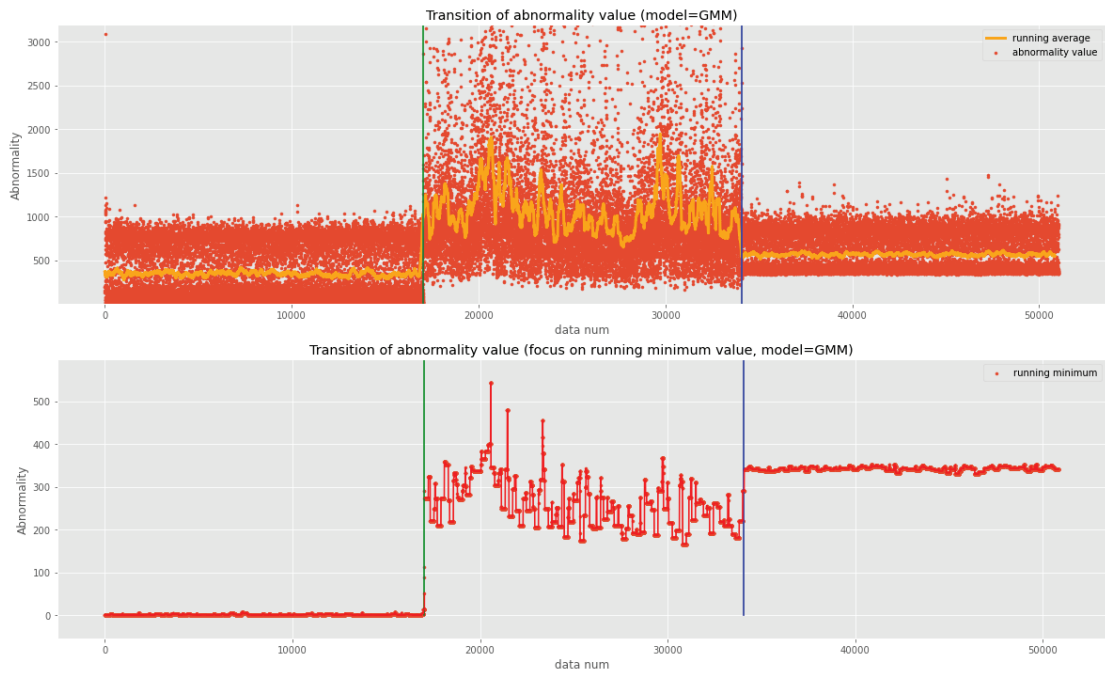 Transition of abnormality value (model=GMM)
running average
abnormality value
Abnormality
3000
2500
2000
1500
1000
500
0
10000
20000
30000
40000
50000
data num
Transition of abnormality value (focus on running minimum value, model=GMM)
running minimum
Abnormality
500
400
300
200
100
0
0
10000
20000
30000
40000
50000
data num